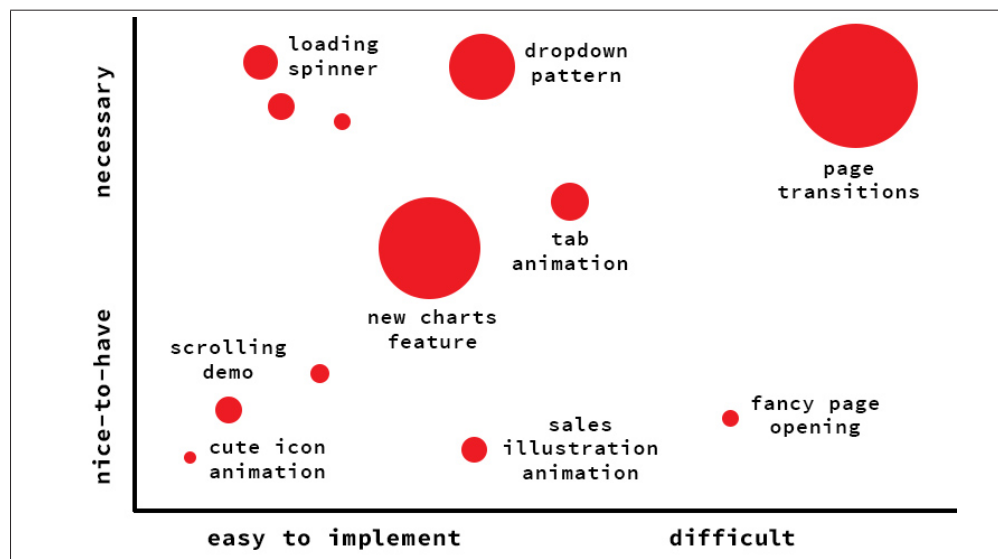 loading
spinner
dropdown
pattern
necessary
page
transitions
tab
animation
new charts
feature
nice-to-have
scrolling
demo
fancy page
opening
sales
illustration
animation
cute icon
animation
easy to implement
difficult